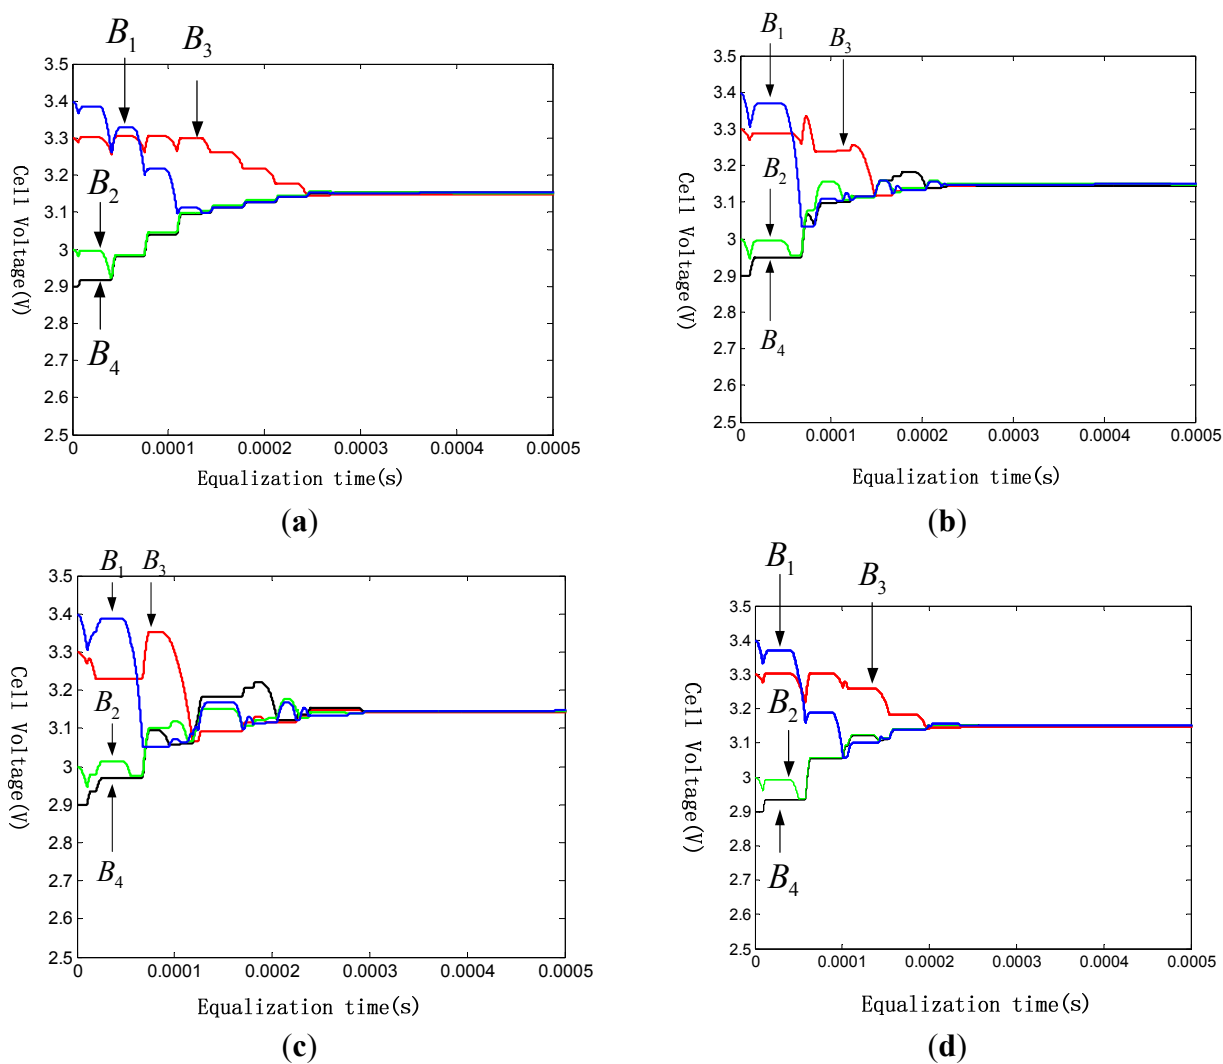 B1 B3
3.5
3.4
3.3
3.2
3.1
3
2.9
2.8
2.7
2.6
2.5
B2
B4
Cell Voltage(V)
0 0.0001 0.0002 0.0003 0.0004 0.0005
Equalization time(s)
(a)
B1 B3
3.5
3.4
3.3
3.2
3.1
3
2.9
2.8
2.7
2.6
2.5
B2
B4
Cell Voltage(V)
0 0.0001 0.0002 0.0003 0.0004 0.0005
Equalization time(s)
(b)
B1 B3
3.5
3.4
3.3
3.2
3.1
3
2.9
2.8
2.7
2.6
2.5
B2
B4
Cell Voltage(V)
0 0.0001 0.0002 0.0003 0.0004 0.0005
Equalization time(s)
(c)
B1 B3
3.5
3.4
3.3
3.2
3.1
3
2.9
2.8
2.7
2.6
2.5
B2
B4
Cell Voltage(V)
0 0.0001 0.0002 0.0003 0.0004 0.0005
Equalization time(s)
(d)